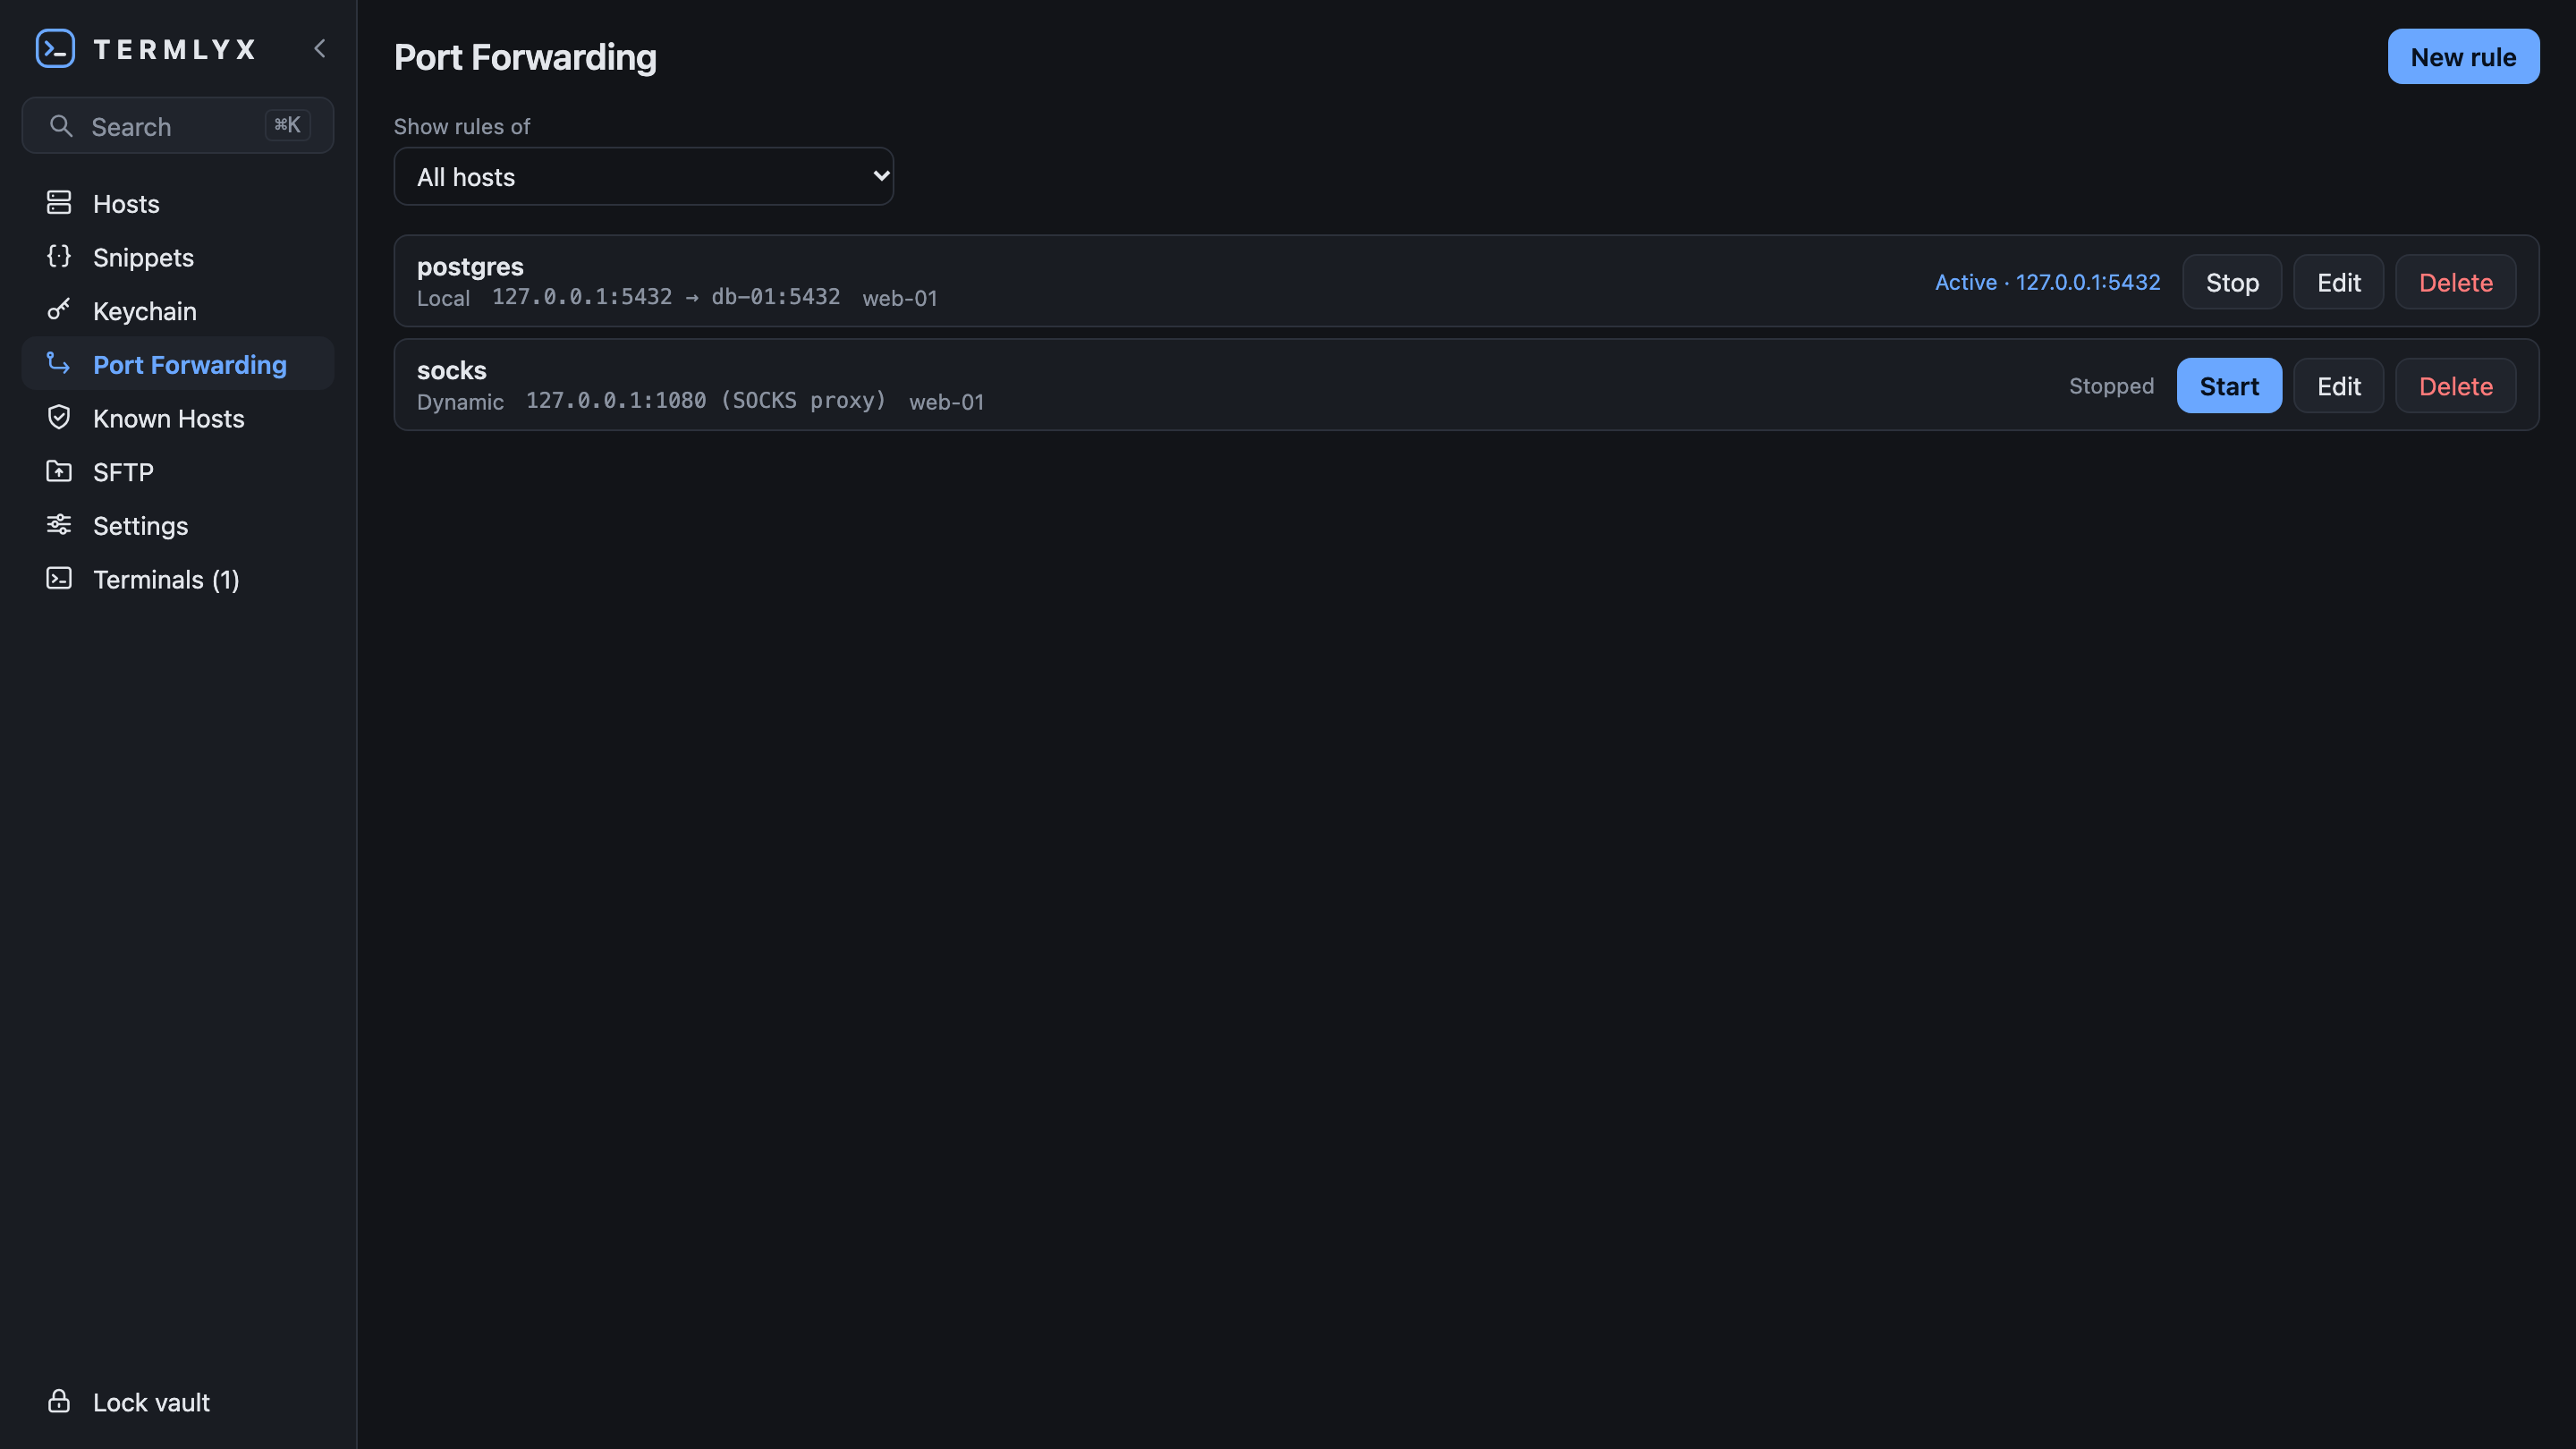 TERMLYX
Search ⌘K
Hosts
Snippets
Keychain
Port Forwarding
Known Hosts
SFTP
Settings
Terminals (1)
Lock vault
Port Forwarding
New rule
Show rules of
All hosts
postgres
Local 127.0.0.1:5432 → db-01:5432 web-01
Active · 127.0.0.1:5432 Stop Edit Delete
socks
Dynamic 127.0.0.1:1080 (SOCKS proxy) web-01
Stopped Start Edit Delete